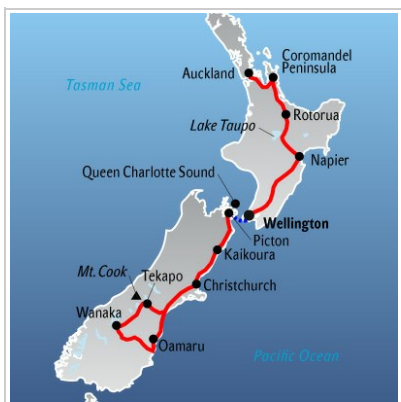 Coromandel
Peninsula
Auckland
Tasman Sea
Rotorua
Lake Taupo
Napier
Queen Charlotte Sound
Wellington
Picton
Kaikoura
Mt. Cook
Tekapo
Christchurch
Wanaka
Oamaru
Pacific Ocean